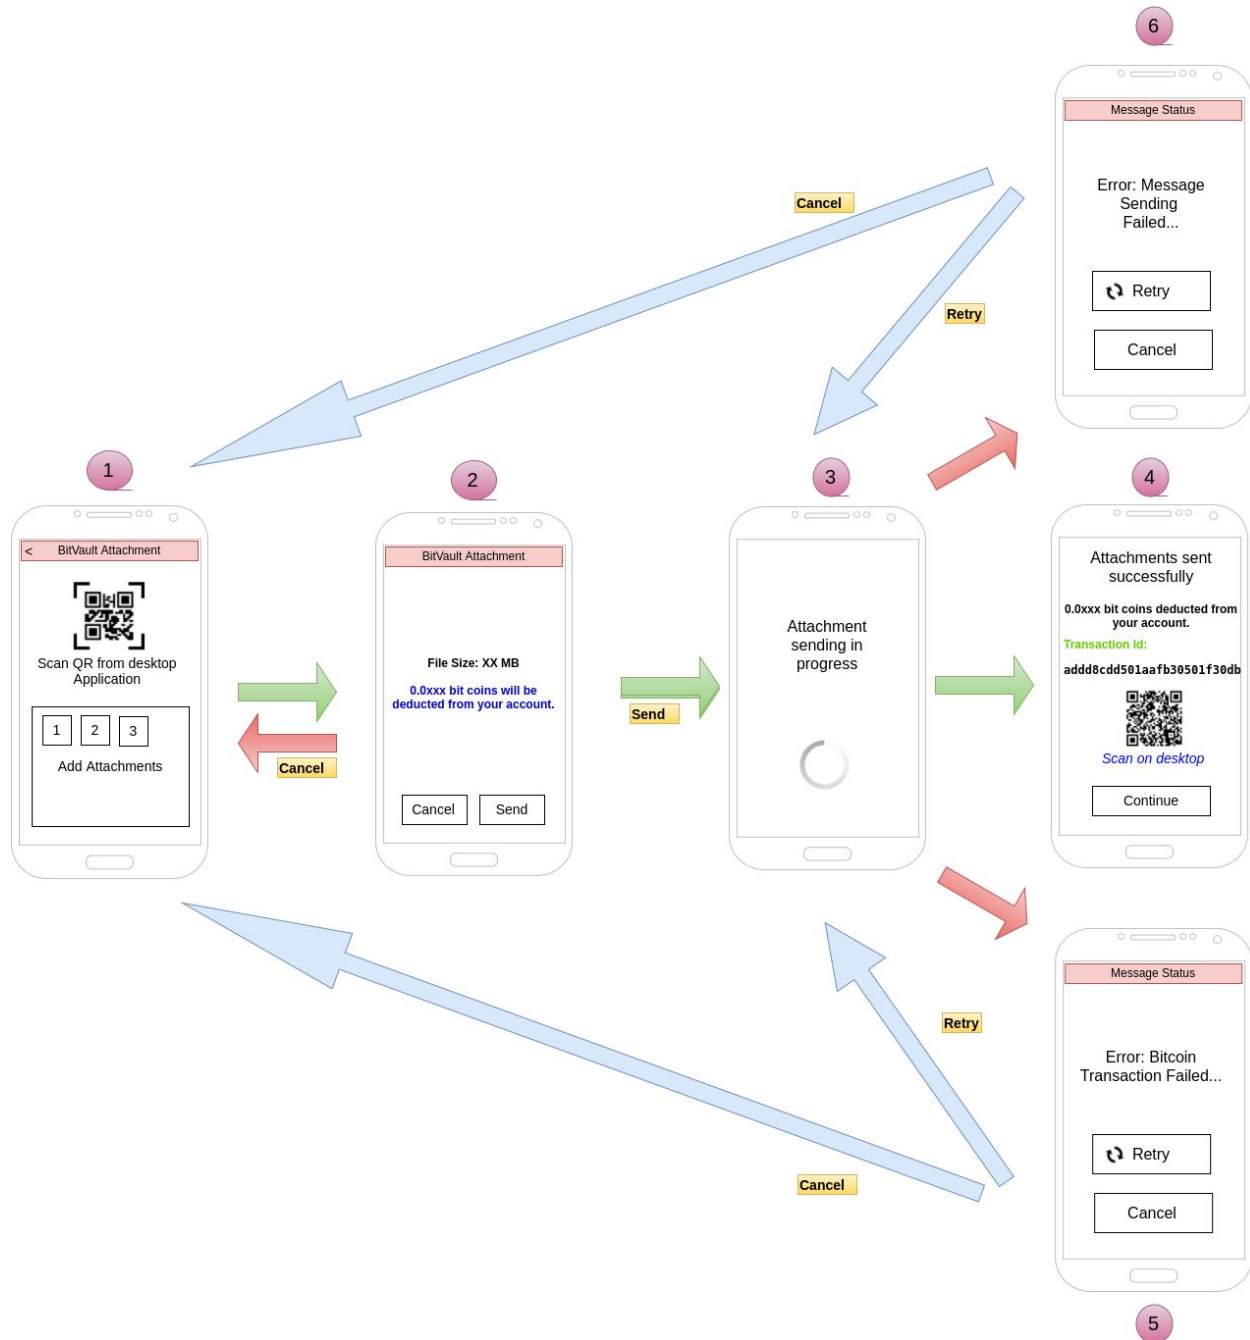 6
Message Status
Error: Message
Sending
Failed...
Retry
Cancel
Cancel
Retry
1
< BitVault Attachment
Scan QR from desktop
Application
1 2 3
Add Attachments
Cancel
2
BitVault Attachment
File Size: XX MB
0.0xxx bit coins will be
deducted from your account.
Cancel Send
Send
3
Attachment
sending in
progress
4
Attachments sent
successfully
0.0xxx bit coins deducted from
your account.
Transaction Id:
addd8cdd501aafb30501f30db
Scan on desktop
Continue
Retry
Cancel
Message Status
Error: Bitcoin
Transaction Failed...
Retry
Cancel
5